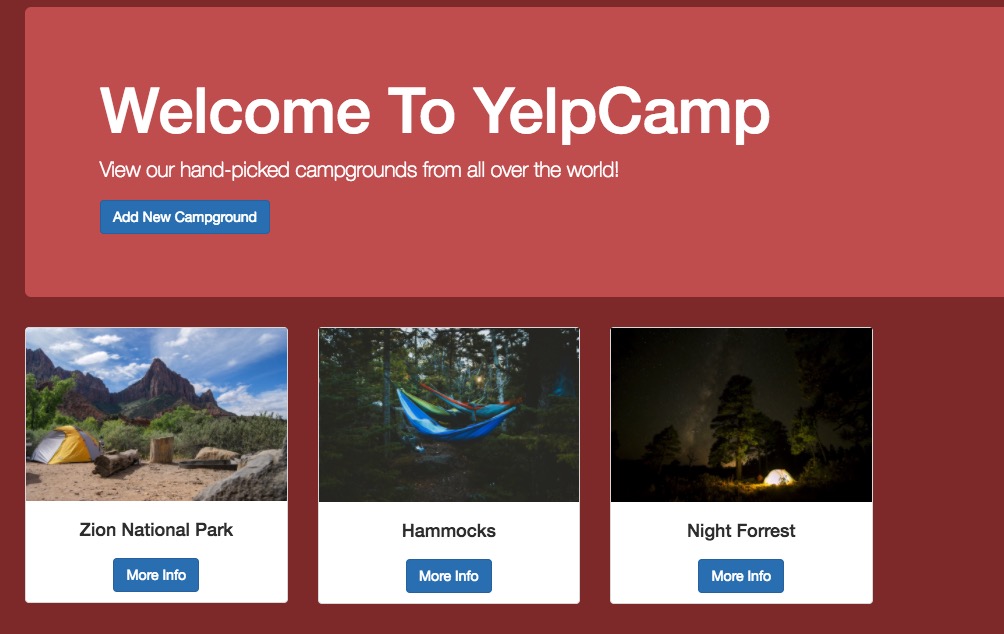 Welcome To YelpCamp
View our hand-picked campgrounds from all over the world!
Add New Campground
Zion National Park
More Info
Hammocks
More Info
Night Forrest
More Info